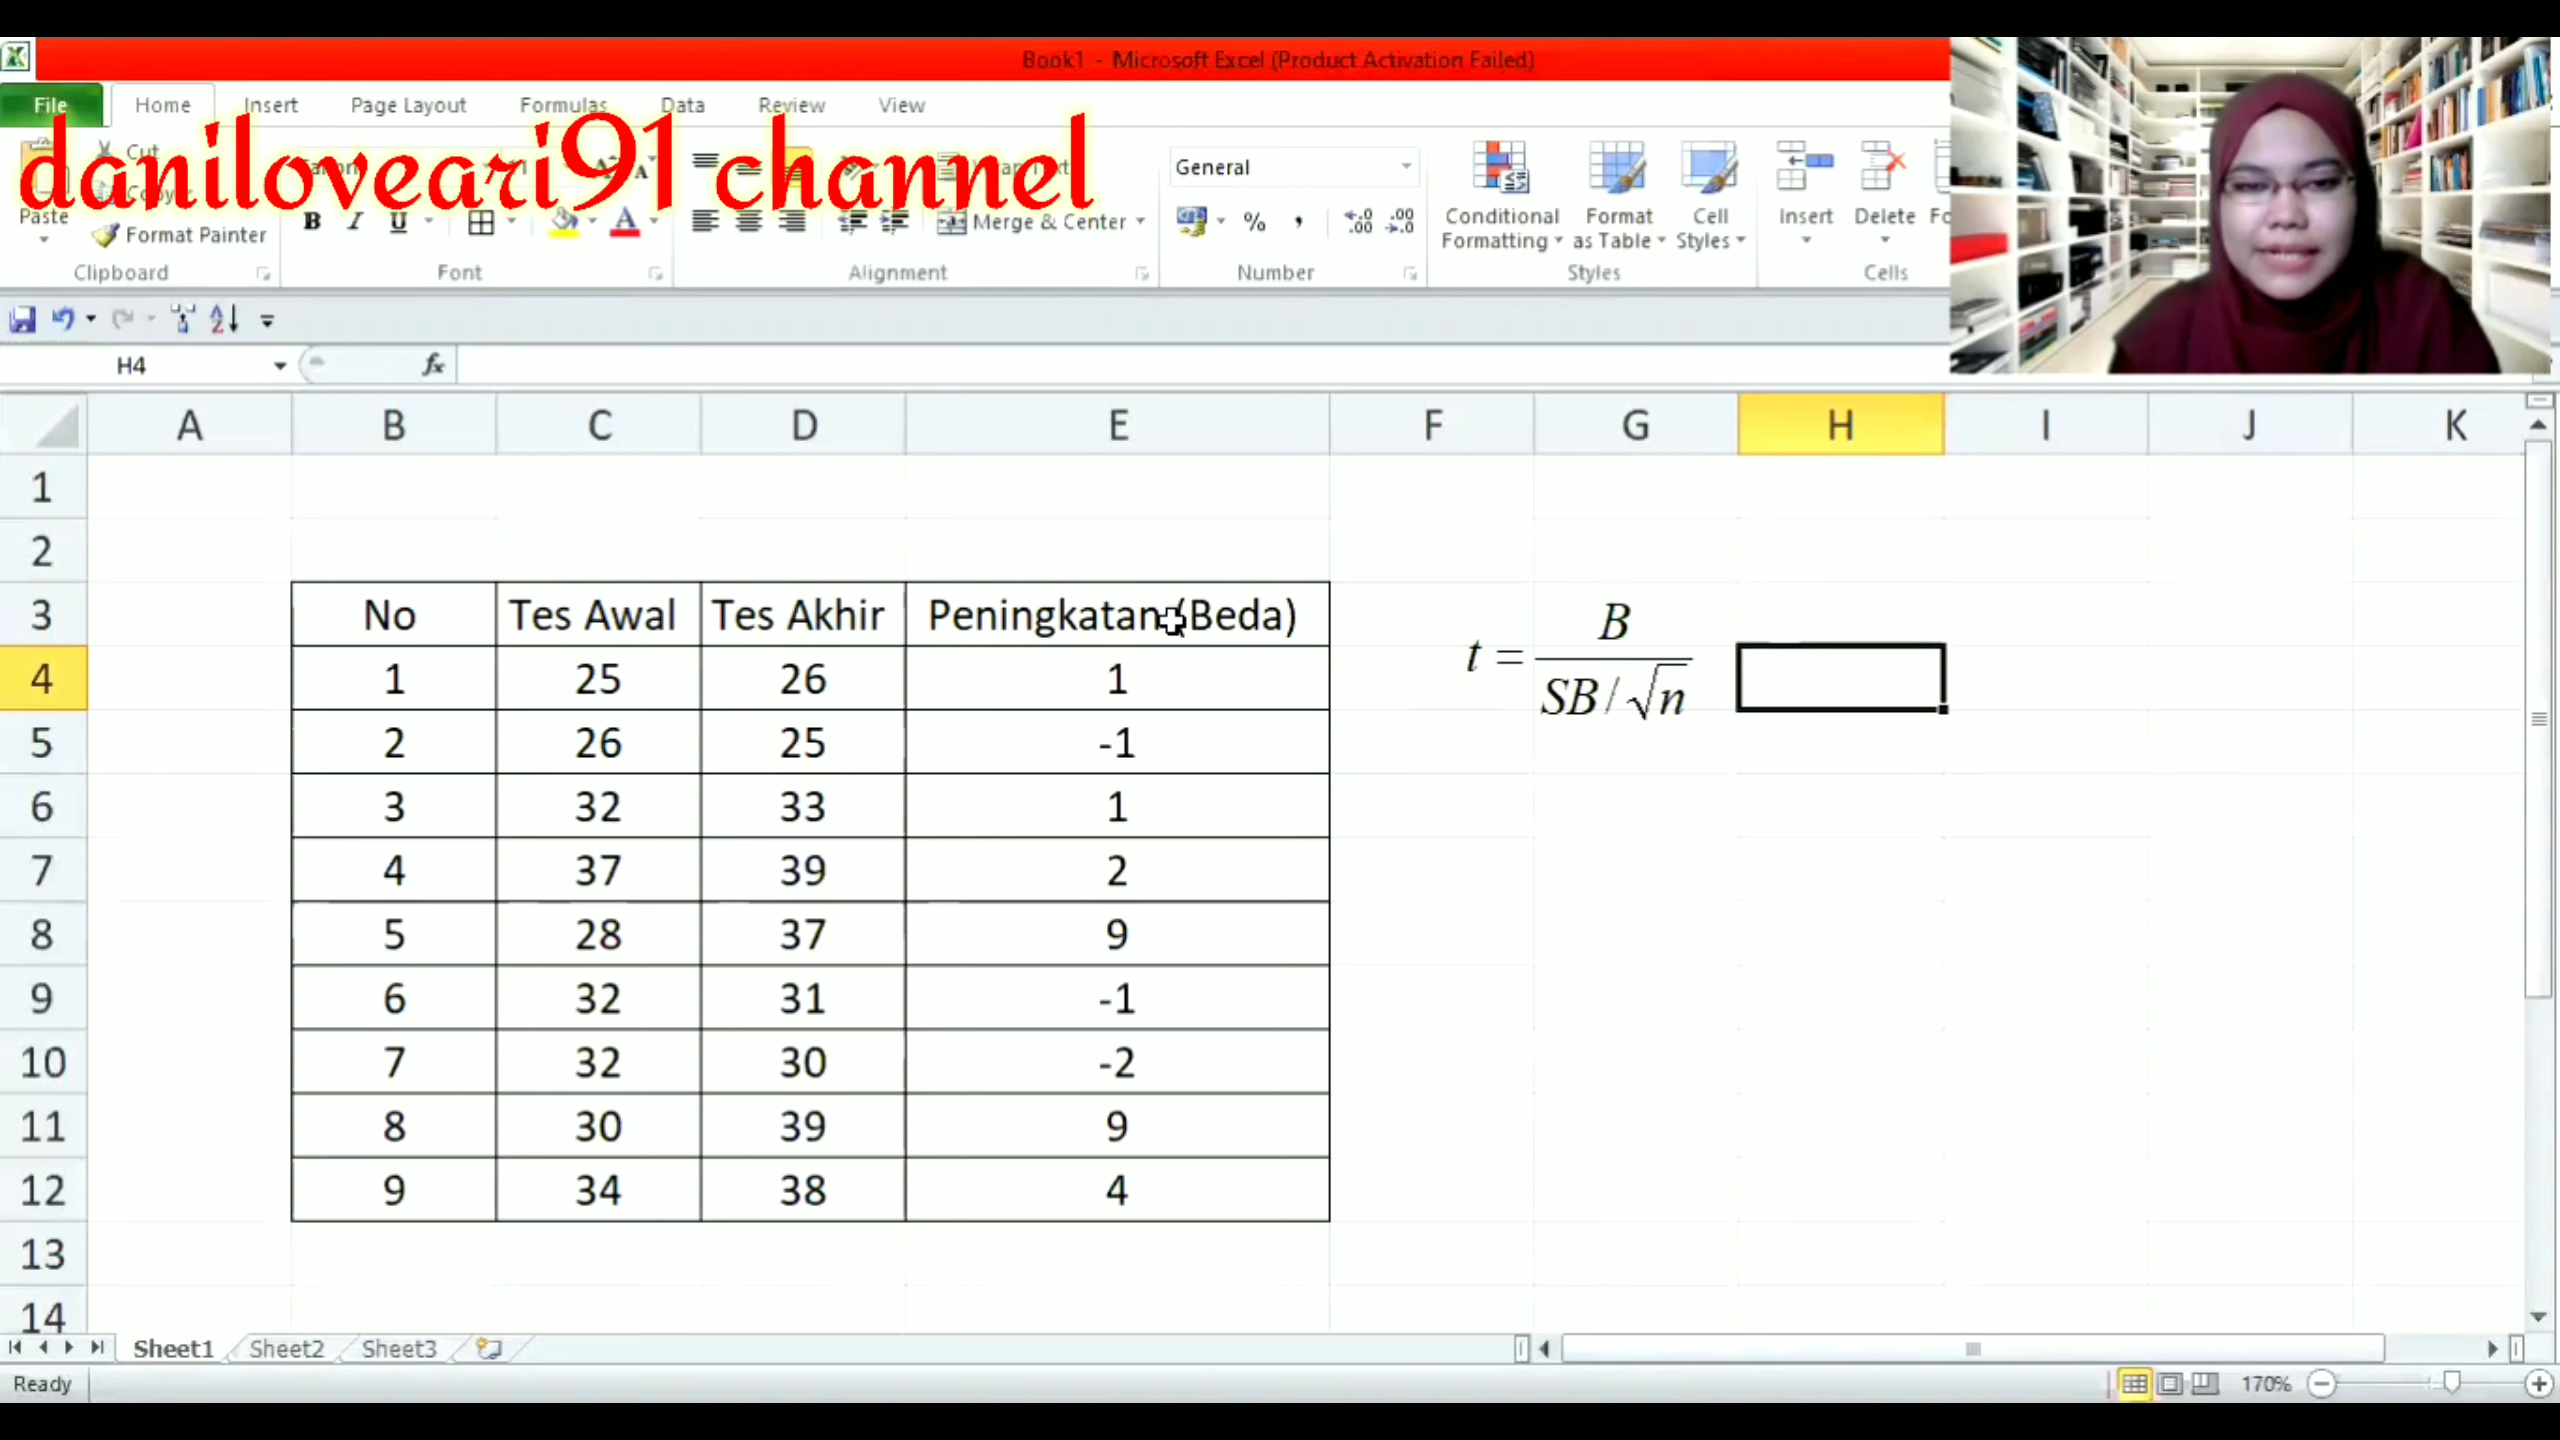 Book1 - Microsoft Excel (Product Activation Failed)
File Home Insert Page Layout Formulas Data Review View
daniloveari91 channel
Cut
Copy
Paste
Format Painter
B I U
Merge & Center
General
% ,
Conditional Formatting
Format as Table
Cell Styles
Insert
Delete
Fo
Clipboard Font Alignment Number Styles Cells
H4 fx
A B C D E F G H I J K
1
2
3 No Tes Awal Tes Akhir Peningkatan (Beda)
4 1 25 26 1
5 2 26 25 -1
6 3 32 33 1
7 4 37 39 2
8 5 28 37 9
9 6 32 31 -1
10 7 32 30 -2
11 8 30 39 9
12 9 34 38 4
13
14
t = B / (SB/√n)
Sheet1 Sheet2 Sheet3
Ready 170%